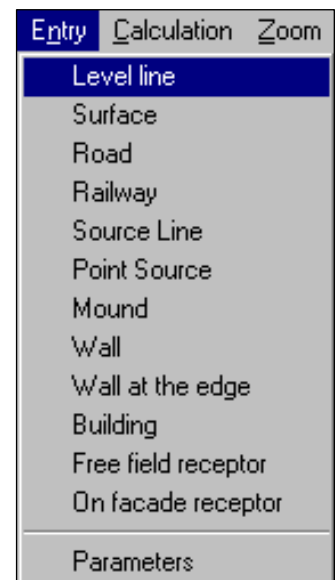 Entry Calculation Zoom
Level line
Surface
Road
Railway
Source Line
Point Source
Mound
Wall
Wall at the edge
Building
Free field receptor
On facade receptor
Parameters